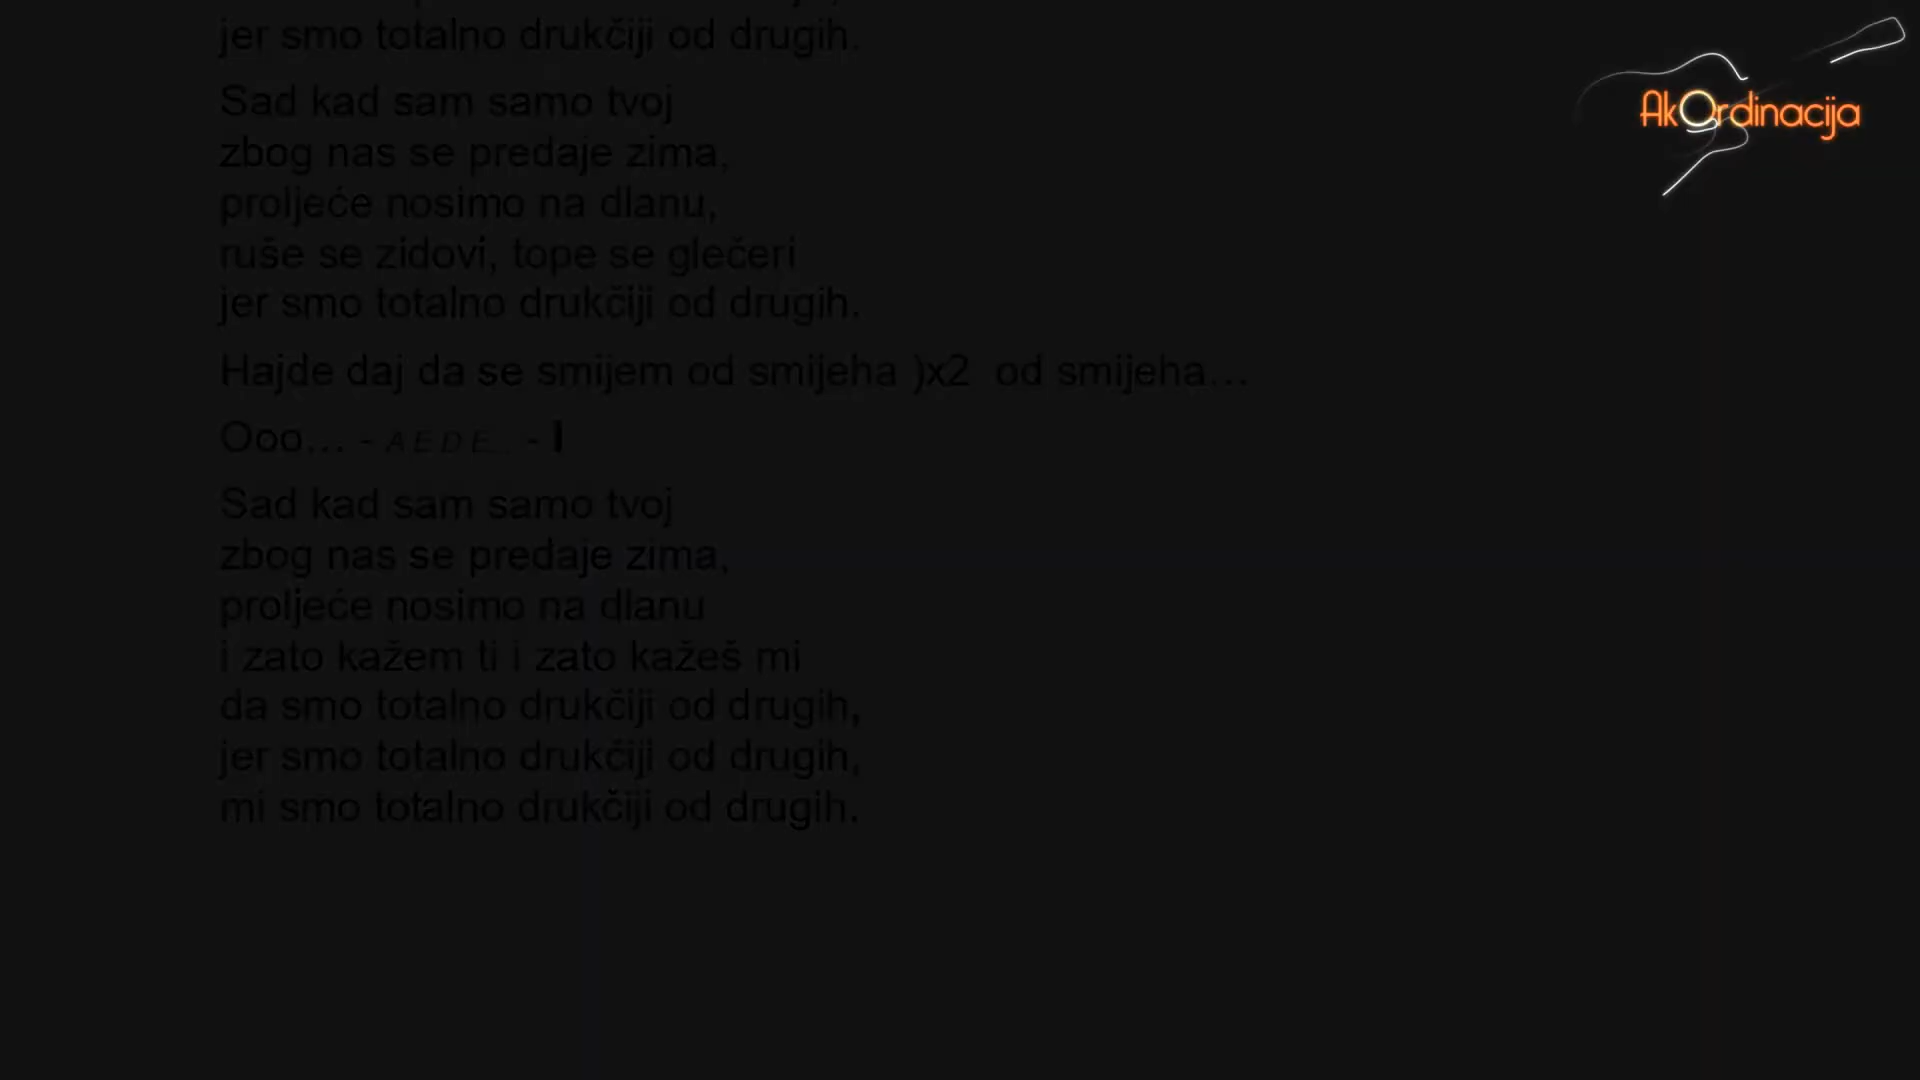 jer smo totalno drukčiji od drugih.
AkOrdinacija
Sad kad sam samo tvoj
zbog nas se predaje zima,
proljeće nosimo na dlanu,
ruše se zidovi, tope se glečeri
jer smo totalno drukčiji od drugih.
Hajde daj da se smijem od smijeha )x2 od smijeha...
Ooo... - A E D E... - I
Sad kad sam samo tvoj
zbog nas se predaje zima,
proljeće nosimo na dlanu
i zato kažem ti i zato kažeš mi
da smo totalno drukčiji od drugih,
jer smo totalno drukčiji od drugih,
mi smo totalno drukčiji od drugih.